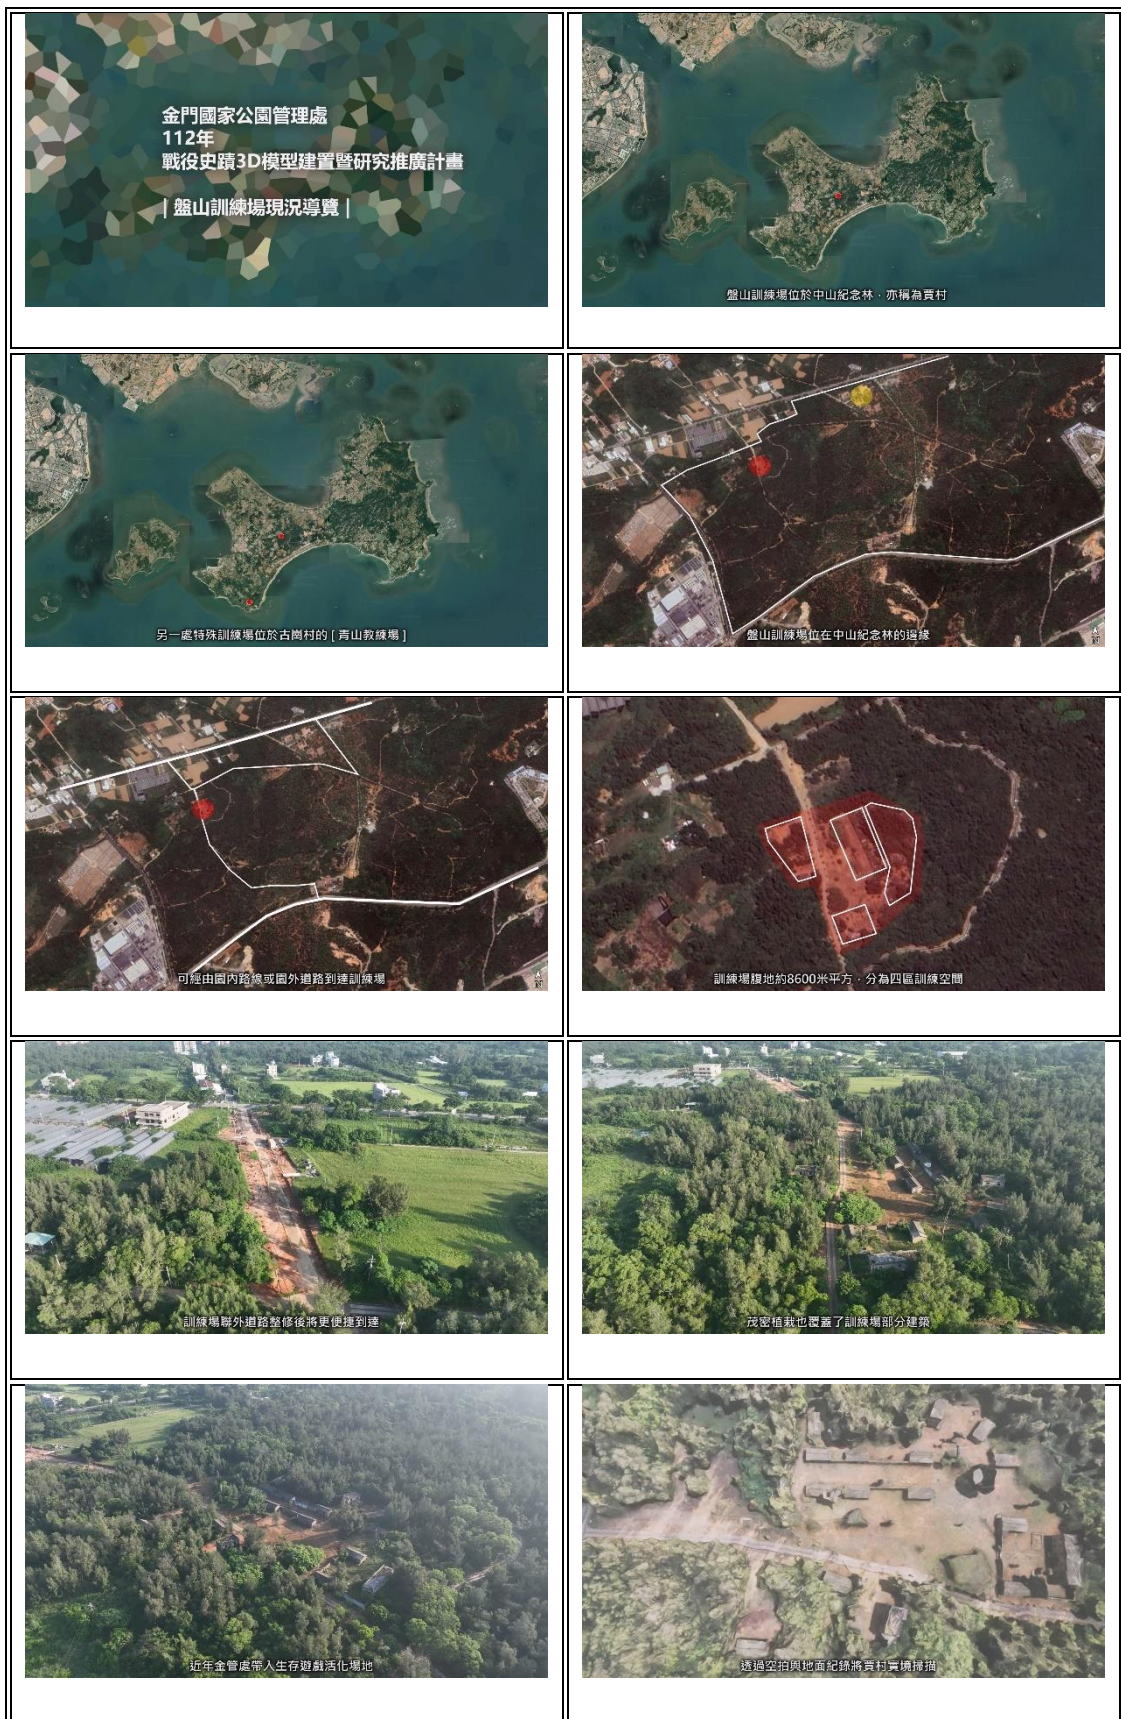 金門國家公園管理處
112年
戰役史蹟3D模型建置暨研究推廣計畫
| 盤山訓練場現況導覽 |
盤山訓練場位於中山紀念林，亦稱為賈村
另一處特殊訓練場位於古崗村的 [ 青山教練場 ]
盤山訓練場位在中山紀念林的邊緣
可經由園內路線或園外道路到達訓練場
訓練場腹地約8600米平方，分為四區訓練空間
訓練場聯外道路整修後將更便捷到達
茂密植栽也覆蓋了訓練場部分建築
近年金管處帶入生存遊戲活化場地
透過空拍與地面紀錄將賈村實境掃描